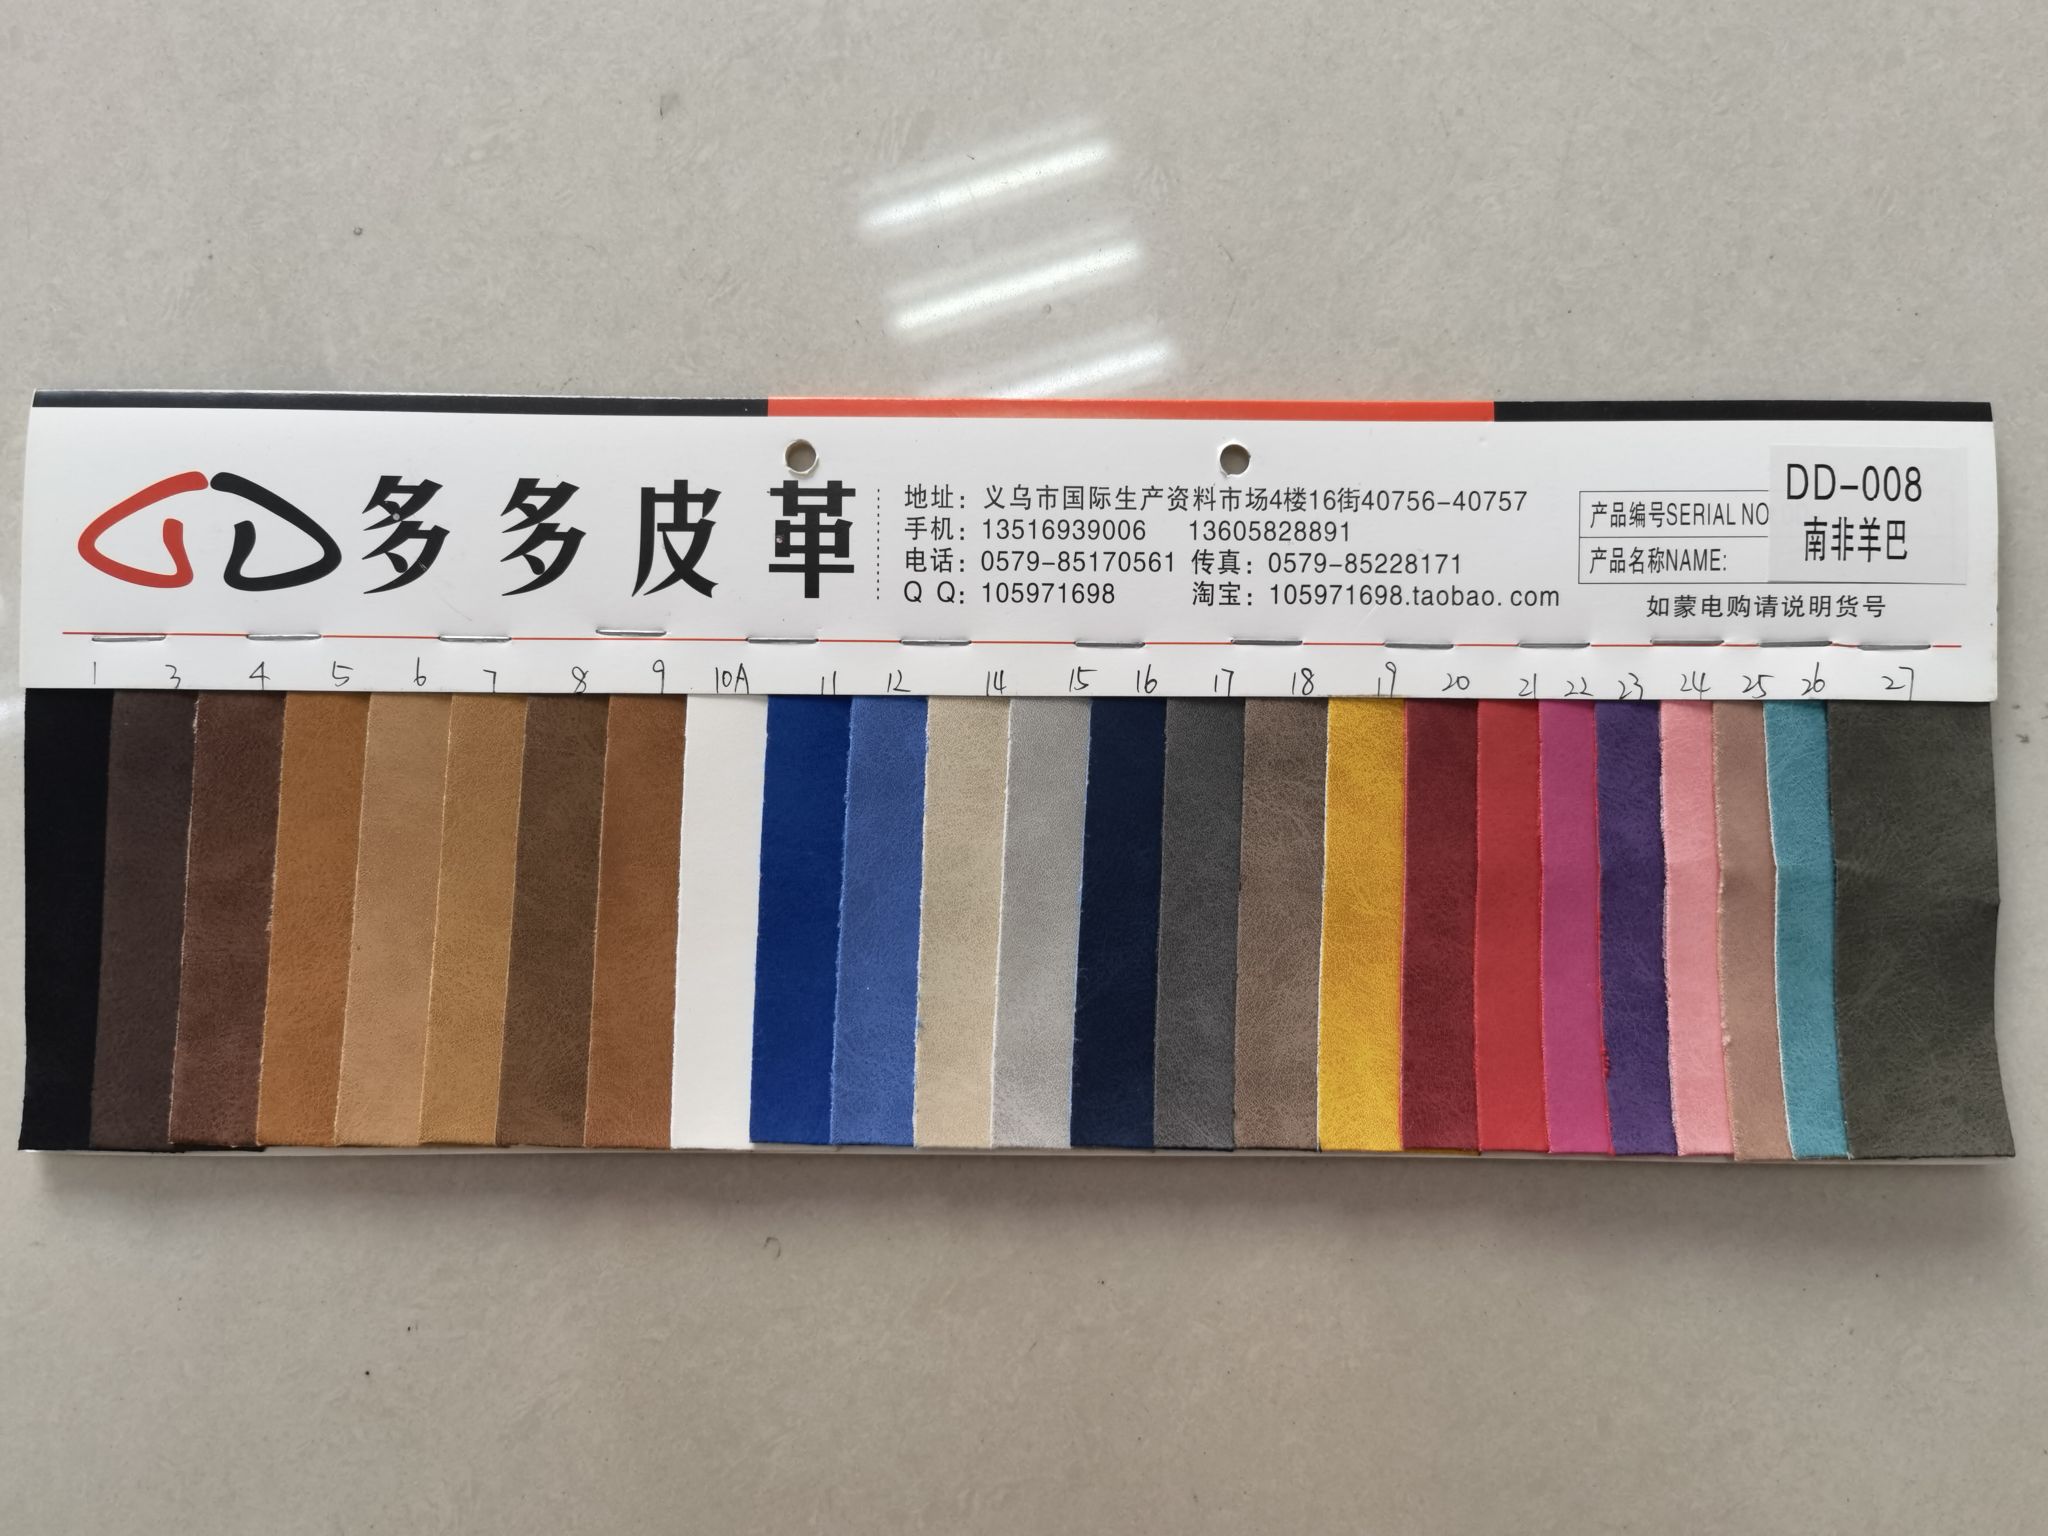 多多皮革
地址：义乌市国际生产资料市场4楼16街40756-40757
手机：13516939006 13605828891
电话：0579-85170561 传真：0579-85228171
Q Q：105971698 淘宝：105971698.taobao.com
产品编号SERIAL NO
DD-008
产品名称NAME:
南非羊巴
如蒙电购请说明货号
1 3 4 5 6 7 8 9 10A 11 12 14 15 16 17 18 19 20 21 22 23 24 25 26 27